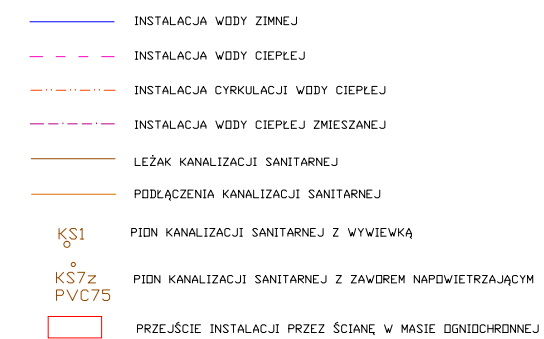 INSTALACJA WODY ZIMNEJ
INSTALACJA WODY CIEPŁEJ
INSTALACJA CYRKULACJI WODY CIEPŁEJ
INSTALACJA WODY CIEPŁEJ ZMIESZANEJ
LEŻAK KANALIZACJI SANITARNEJ
PODŁĄCZENIA KANALIZACJI SANITARNEJ
KS1 PION KANALIZACJI SANITARNEJ Z WYWIEWKĄ
KS7z PION KANALIZACJI SANITARNEJ Z ZAWOREM NAPOWIETRZAJĄCYM
PVC75
PRZEJŚCIE INSTALACJI PRZEZ ŚCIANĘ W MASIE OGNIOCHRONNEJ